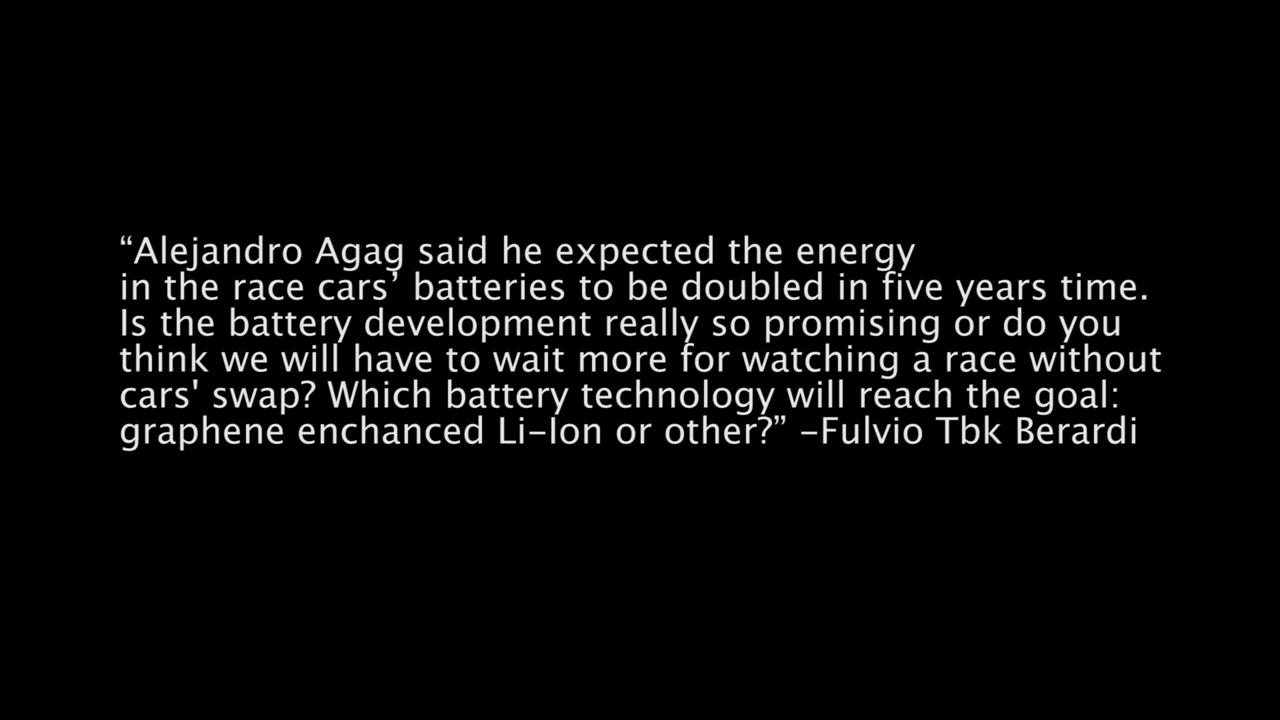 “Alejandro Agag said he expected the energy
in the race cars’ batteries to be doubled in five years time.
Is the battery development really so promising or do you
think we will have to wait more for watching a race without
cars' swap? Which battery technology will reach the goal:
graphene enchanced Li–Ion or other?” –Fulvio Tbk Berardi